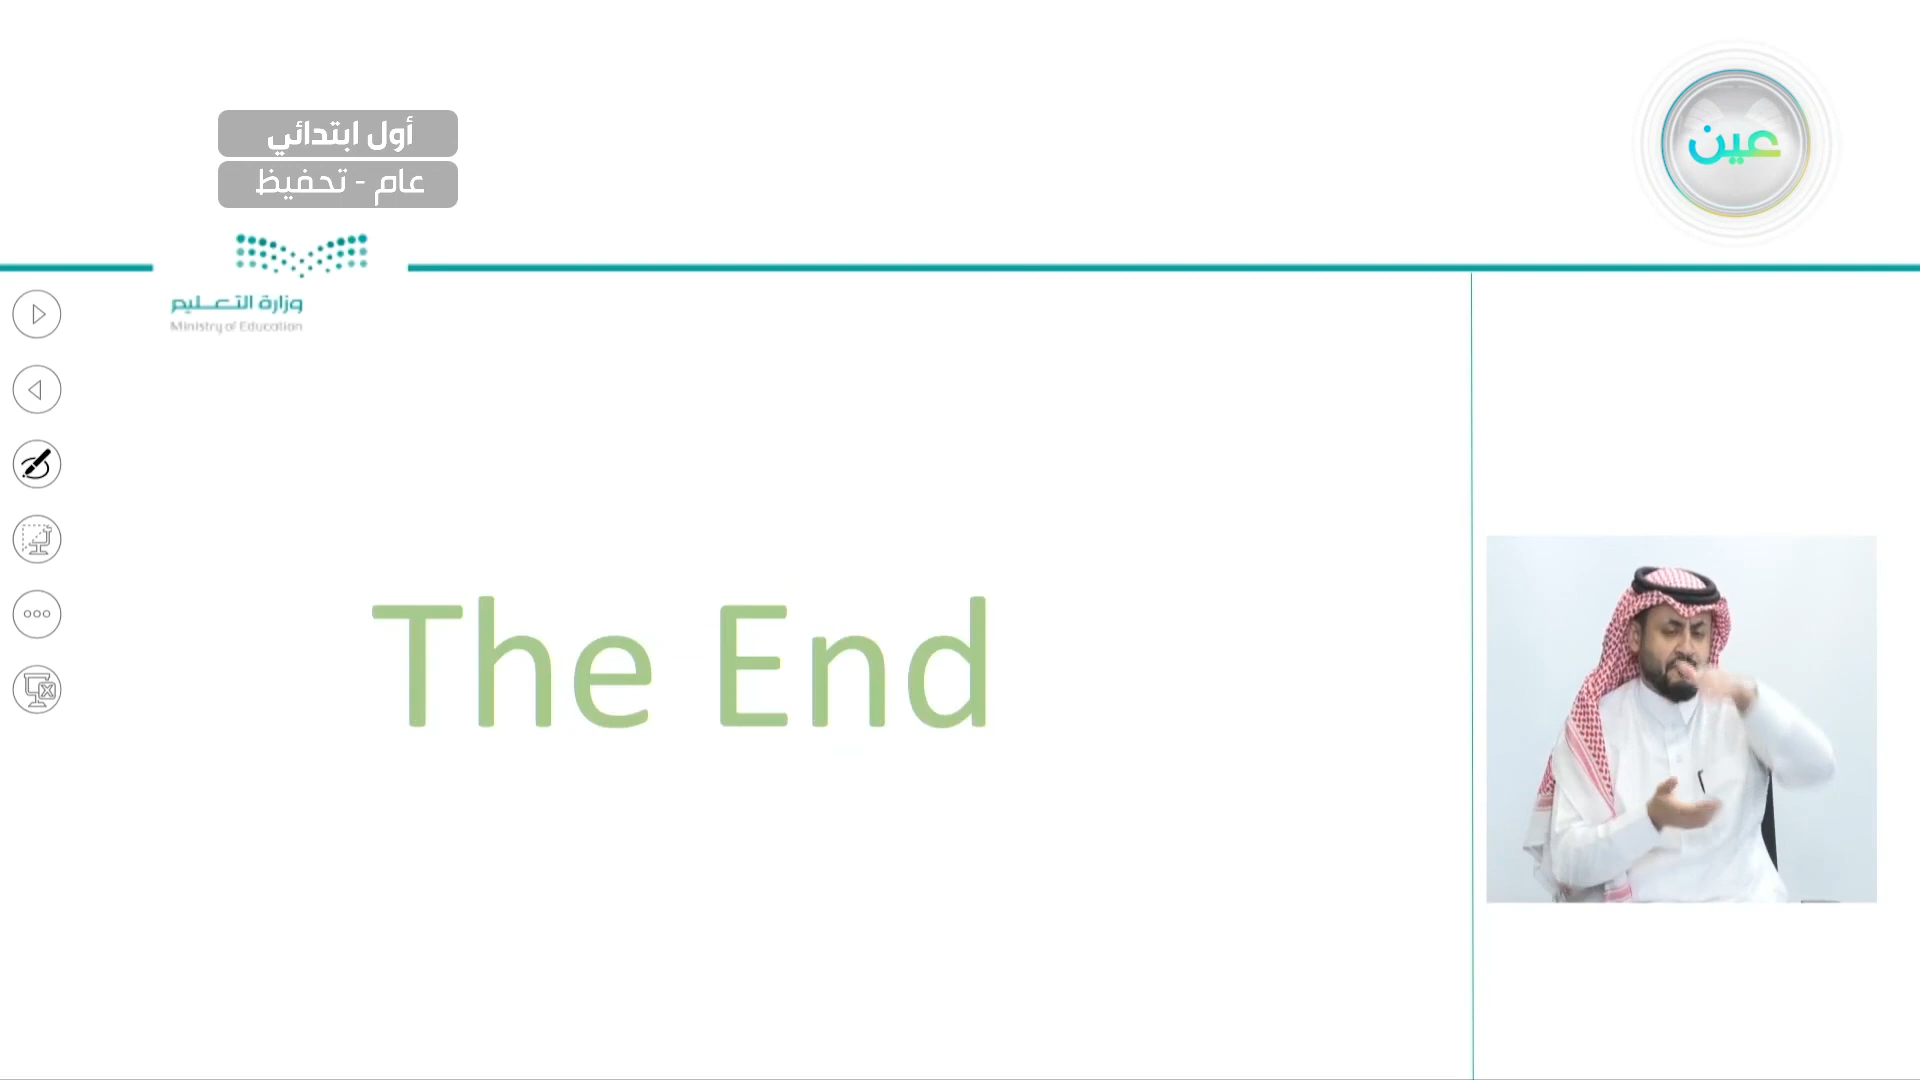 أول ابتدائي
عام - تحفيظ
عين
وزارة التعليم
Ministry of Education
The End